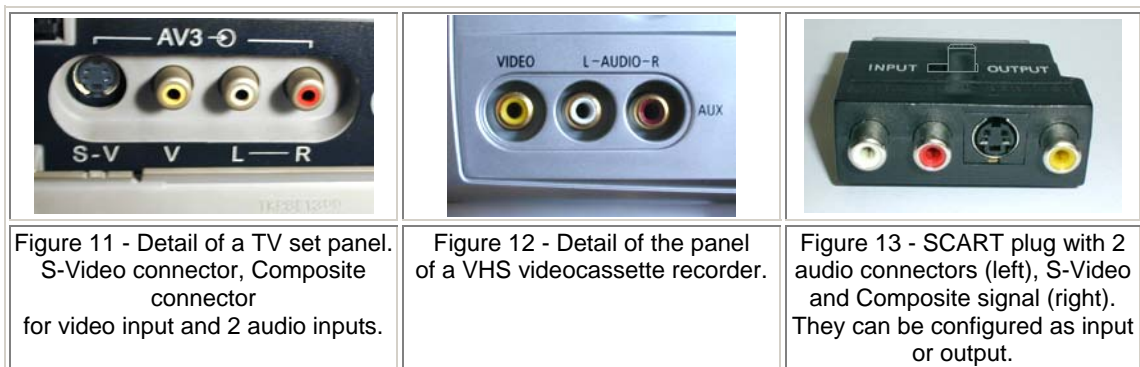 AV3
S-V V L R
VIDEO L-AUDIO-R
AUX
INPUT OUTPUT
Figure 11 - Detail of a TV set panel.
S-Video connector, Composite
connector
for video input and 2 audio inputs.
Figure 12 - Detail of the panel
of a VHS videocassette recorder.
Figure 13 - SCART plug with 2
audio connectors (left), S-Video
and Composite signal (right).
They can be configured as input
or output.